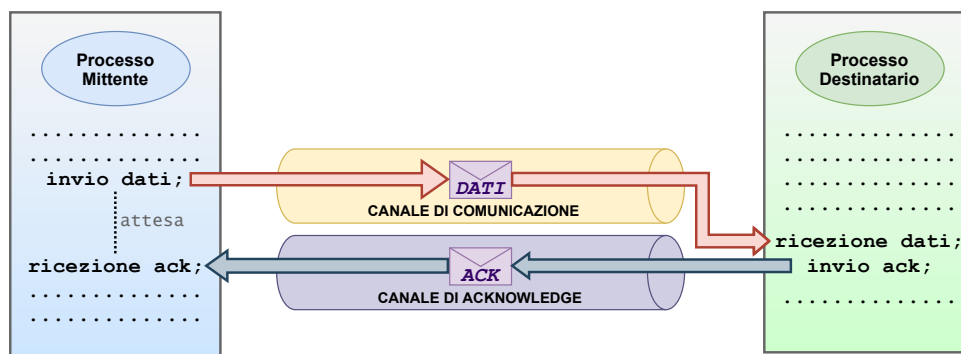 Processo
Mittente
. . . . . . . . . . . . . .
. . . . . . . . . . . . . .
invio dati;
attesa
ricezione ack;
. . . . . . . . . . . . . .
. . . . . . . . . . . . . .
DATI
CANALE DI COMUNICAZIONE
ACK
CANALE DI ACKNOWLEDGE
Processo
Destinatario
. . . . . . . . . . . . . .
. . . . . . . . . . . . . .
. . . . . . . . . . . . . .
. . . . . . . . . . . . . .
ricezione dati;
invio ack;
. . . . . . . . . . . . . .